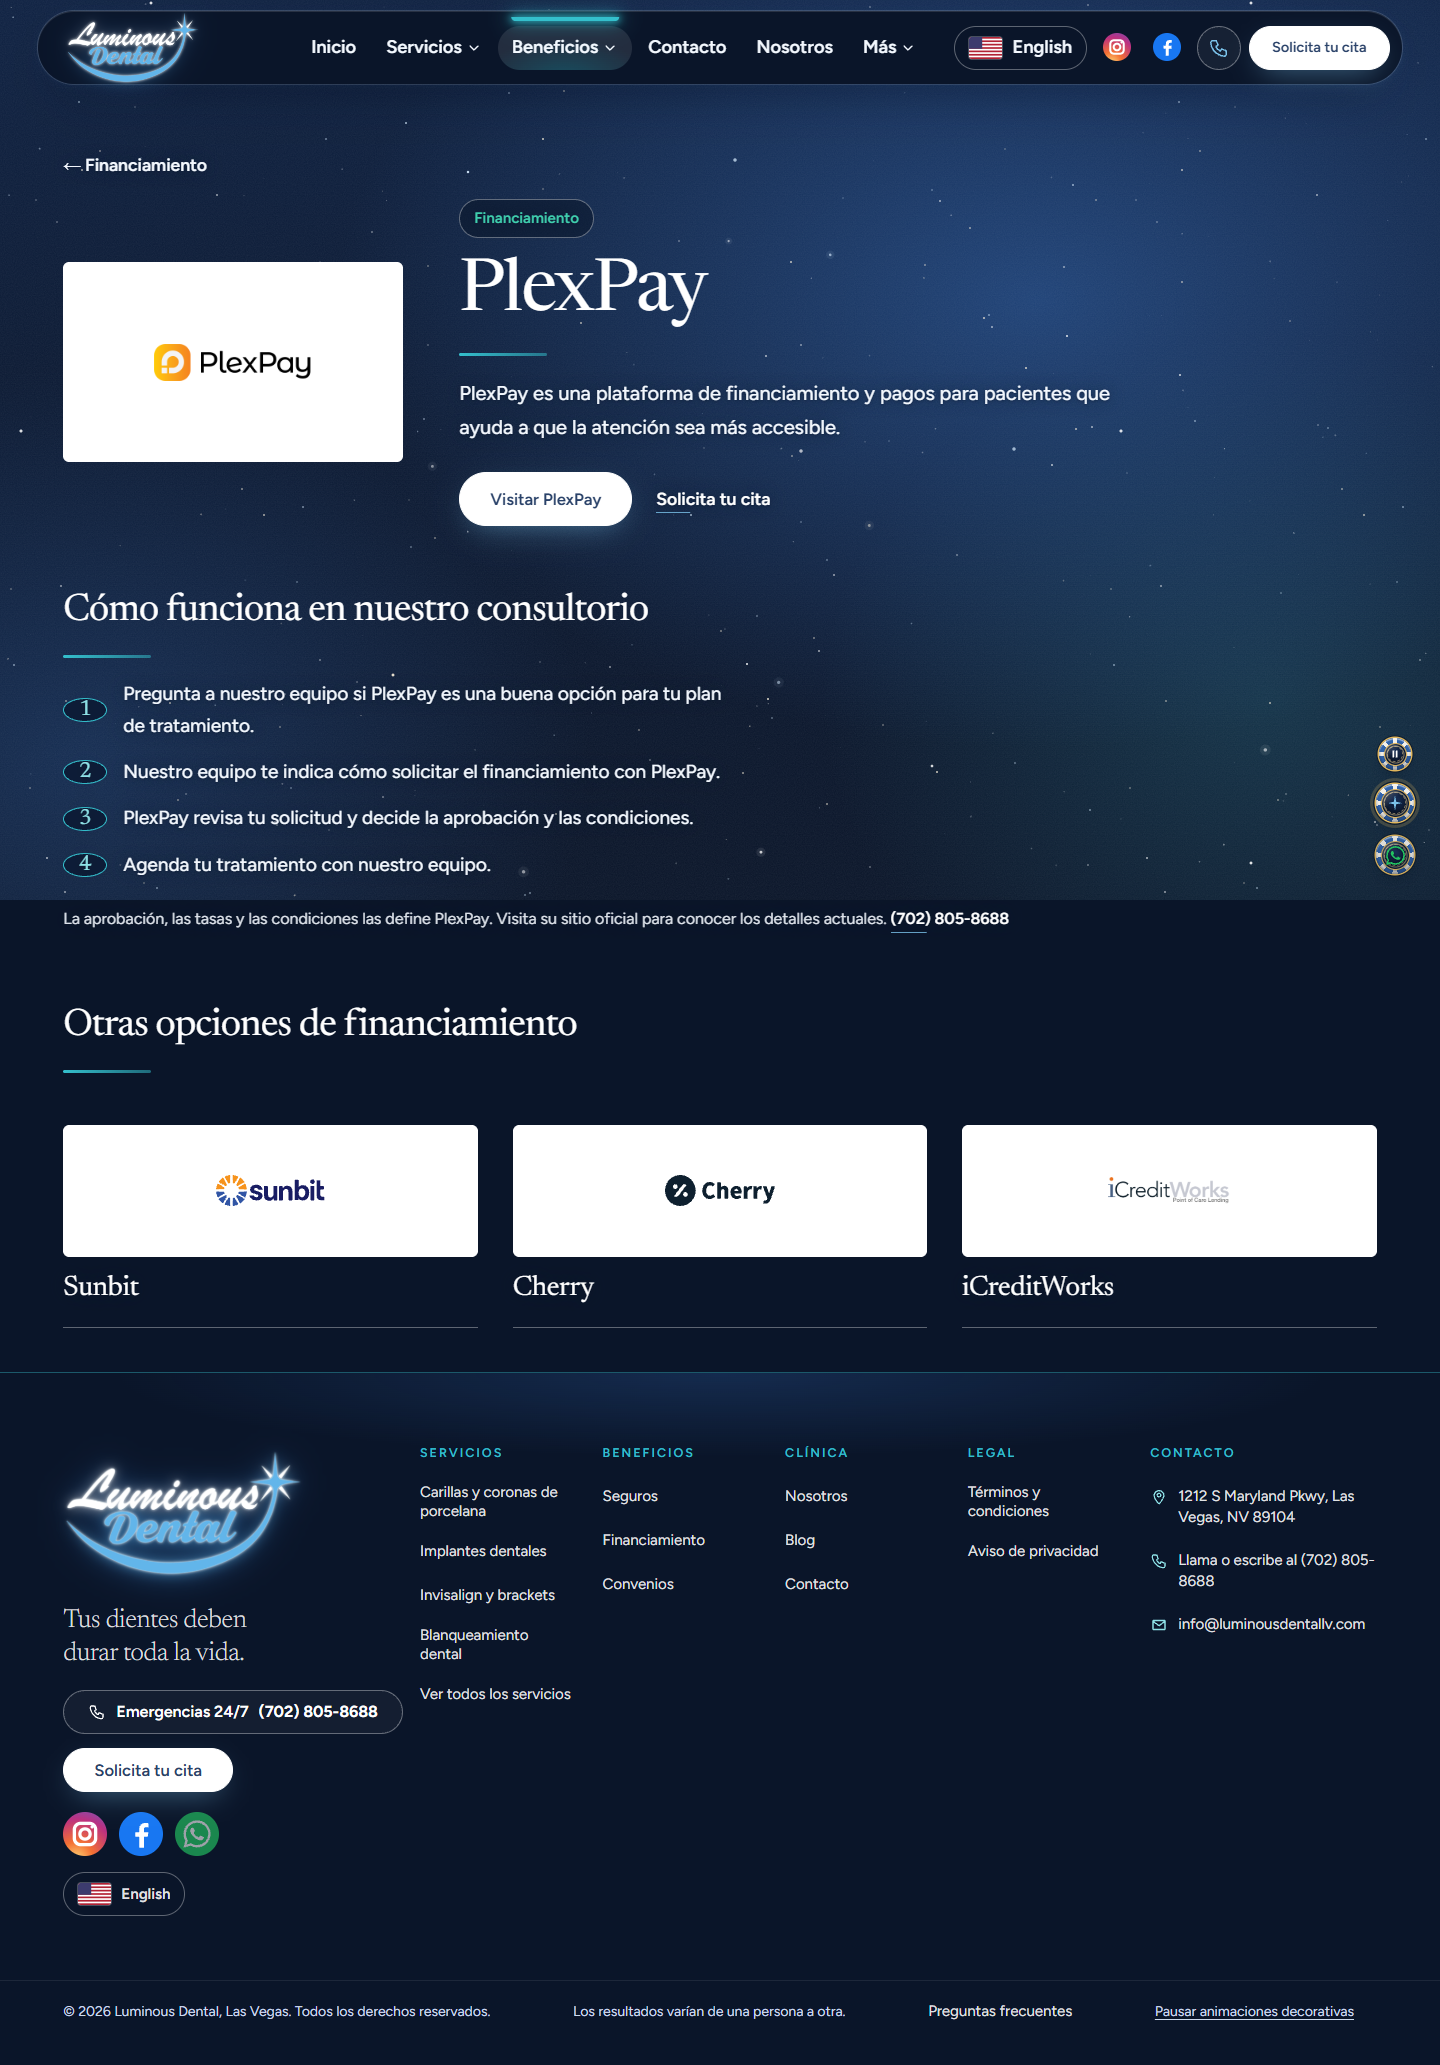 Luminous
Dental
Inicio
Servicios
Beneficios
Contacto
Nosotros
Más
English
Solicita tu cita
← Financiamiento
Financiamiento
PlexPay
PlexPay
PlexPay es una plataforma de financiamiento y pagos para pacientes que
ayuda a que la atención sea más accesible.
Visitar PlexPay
Solicita tu cita
Cómo funciona en nuestro consultorio
1 Pregunta a nuestro equipo si PlexPay es una buena opción para tu plan
de tratamiento.
2 Nuestro equipo te indica cómo solicitar el financiamiento con PlexPay.
3 PlexPay revisa tu solicitud y decide la aprobación y las condiciones.
4 Agenda tu tratamiento con nuestro equipo.
La aprobación, las tasas y las condiciones las define PlexPay. Visita su sitio oficial para conocer los detalles actuales. (702) 805-8688
Otras opciones de financiamiento
sunbit
Cherry
iCreditWorks
Point of Care Lending
Sunbit
Cherry
iCreditWorks
Luminous
Dental
Tus dientes deben
durar toda la vida.
Emergencias 24/7 (702) 805-8688
Solicita tu cita
English
SERVICIOS
Carillas y coronas de
porcelana
Implantes dentales
Invisalign y brackets
Blanqueamiento
dental
Ver todos los servicios
BENEFICIOS
Seguros
Financiamiento
Convenios
CLÍNICA
Nosotros
Blog
Contacto
LEGAL
Términos y
condiciones
Aviso de privacidad
CONTACTO
1212 S Maryland Pkwy, Las
Vegas, NV 89104
Llama o escribe al (702) 805-
8688
info@luminousdentallv.com
© 2026 Luminous Dental, Las Vegas. Todos los derechos reservados.
Los resultados varían de una persona a otra.
Preguntas frecuentes
Pausar animaciones decorativas